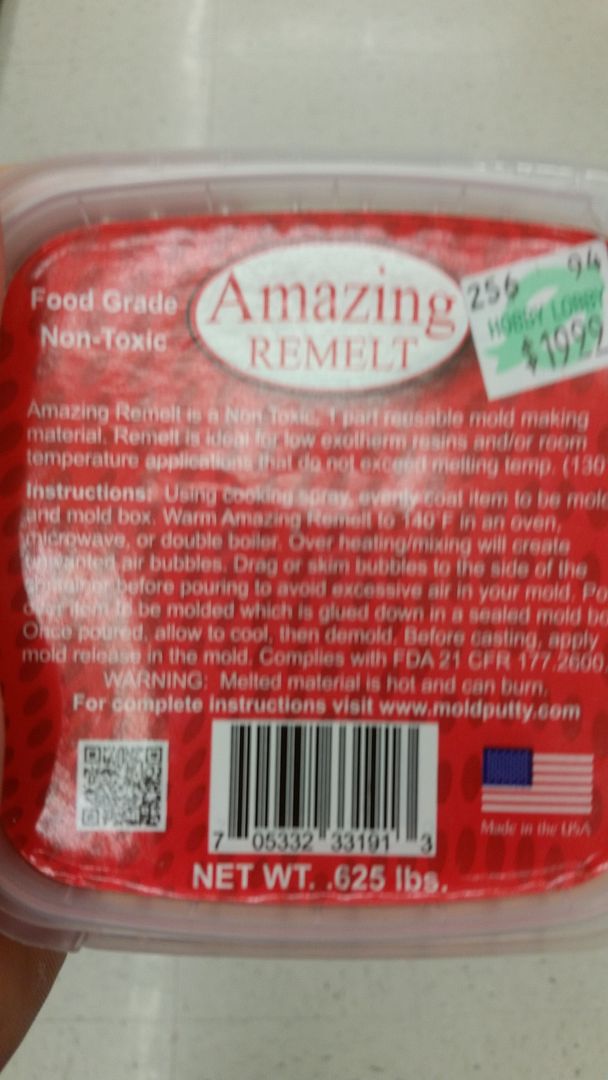 Food Grade
Non-Toxic
Amazing
REMELT
256 94
HOBBY LOBBY
$19.99
Amazing Remelt is a Non-Toxic, 1 part reusable mold making
material. Remelt is ideal for low exotherm resins and/or room
temperature applications that do not exceed melting temp. (130
Instructions: Using cooking spray, evenly coat item to be mold
and mold box. Warm Amazing Remelt to 140°F in an oven,
microwave, or double boiler. Over heating/mixing will create
unwanted air bubbles. Drag or skim bubbles to the side of the
container before pouring to avoid excessive air in your mold. Po
over item to be molded which is glued down in a sealed mold bo
Once poured, allow to cool, then demold. Before casting, apply
mold release in the mold. Complies with FDA 21 CFR 177.2600
WARNING: Melted material is hot and can burn.
For complete instructions visit www.moldputty.com
7 05332 33191 3
Made in the USA
NET WT. .625 lbs.